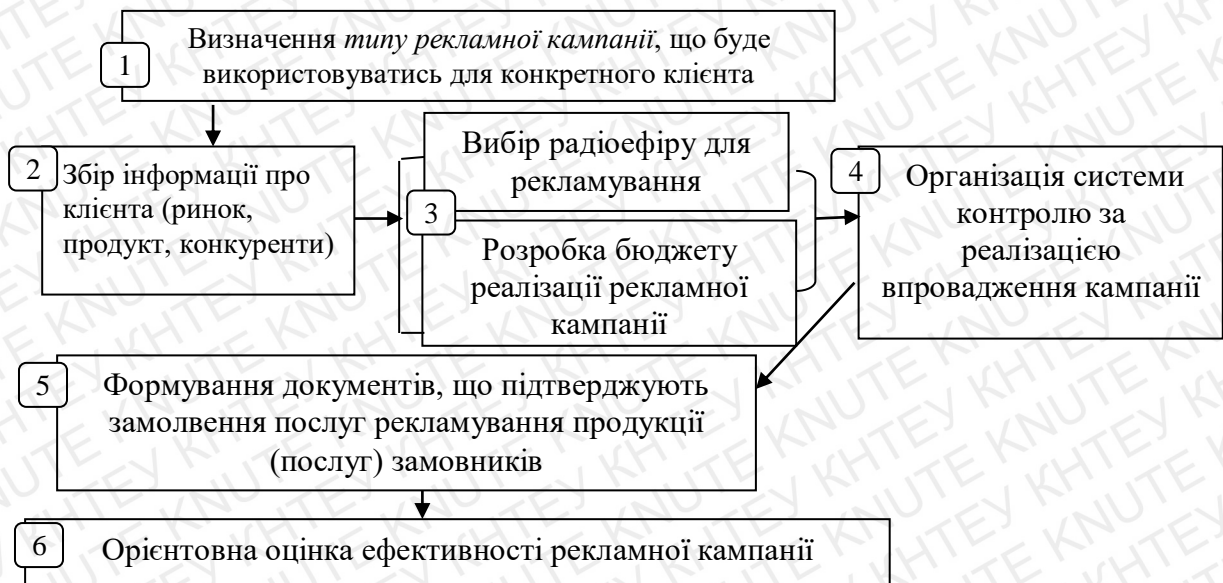 1
Визначення типу рекламної кампанії, що буде
використовуватись для конкретного клієнта
2
Збір інформації про
клієнта (ринок,
продукт, конкуренти)
3
Вибір радіоефіру для
рекламування
Розробка бюджету
реалізації рекламної
кампанії
4
Організація системи
контролю за
реалізацією
впровадження кампанії
5
Формування документів, що підтверджують
замолвення послуг рекламування продукції
(послуг) замовників
6
Орієнтовна оцінка ефективності рекламної кампанії